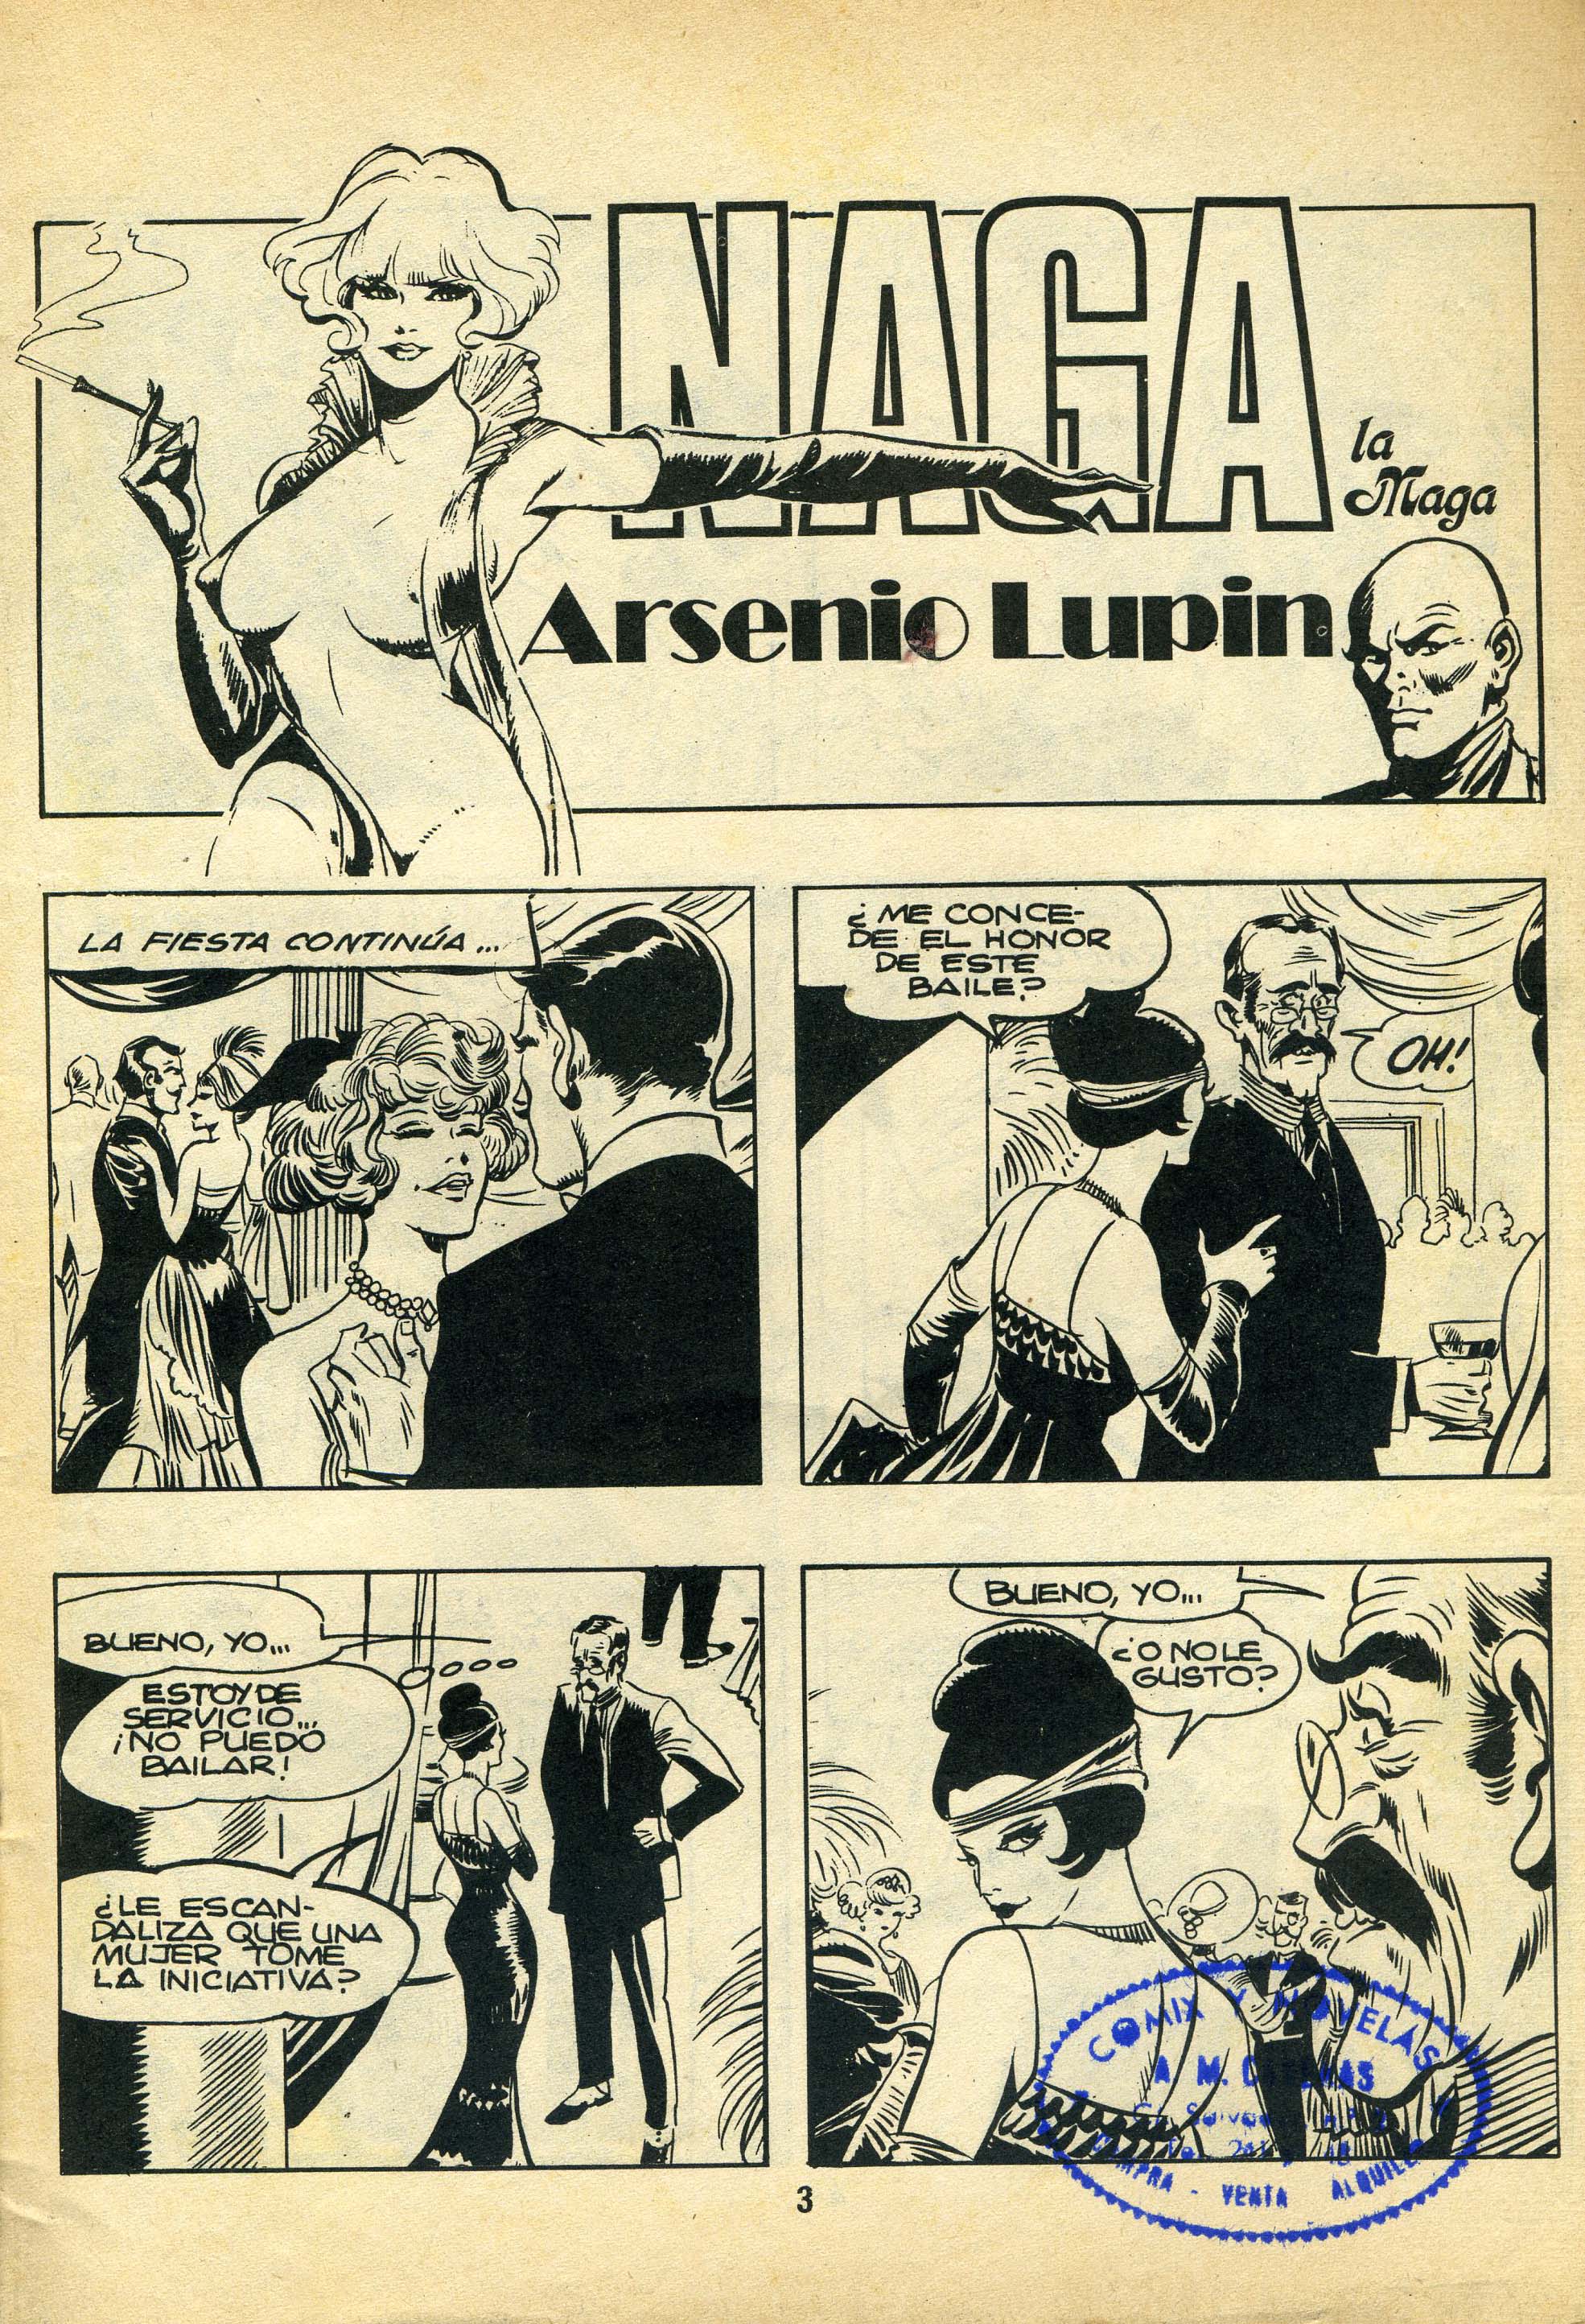 NAGA
la
Maga
Arsenio Lupin
LA FIESTA CONTINÚA...
¿ME CONCE-
DE EL HONOR
DE ESTE
BAILE?
OH!
BUENO, YO...
ESTOY DE
SERVICIO...
¡NO PUEDO
BAILAR!
¿LE ESCAN-
DALIZA QUE UNA
MUJER TOME
LA INICIATIVA?
BUENO, YO...
¿O NO LE
GUSTO?
COMIX Y NOVELAS
A. M.
COMPRA - VENTA ALQUILER
3